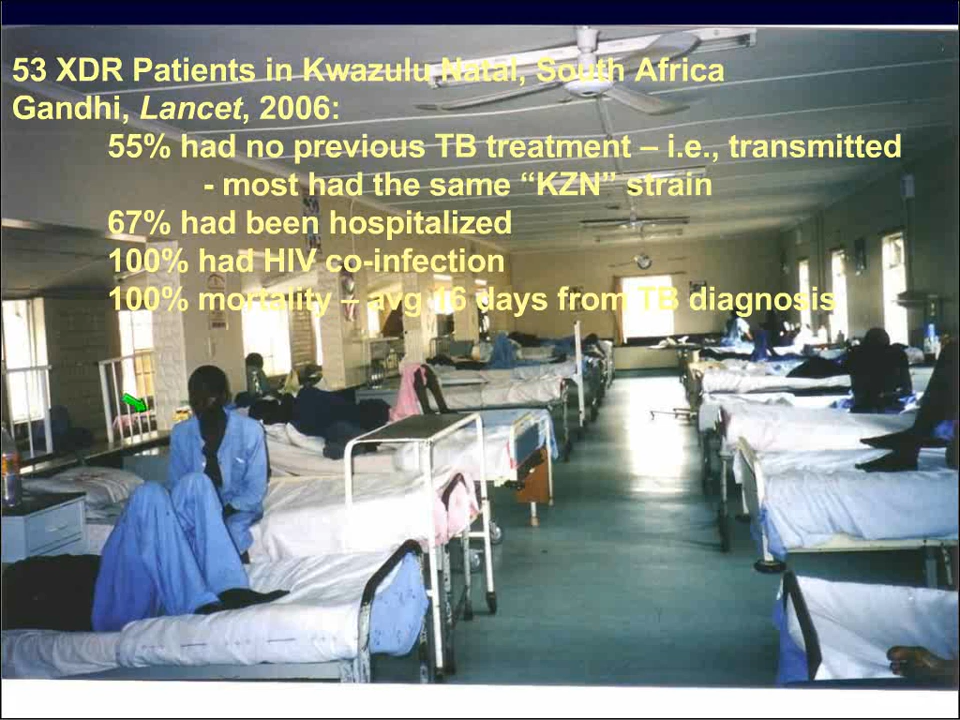 53 XDR Patients in Kwazulu Natal, South Africa
Gandhi, Lancet, 2006:
55% had no previous TB treatment – i.e., transmitted
- most had the same “KZN” strain
67% had been hospitalized
100% had HIV co-infection
100% mortality – avg 16 days from TB diagnosis